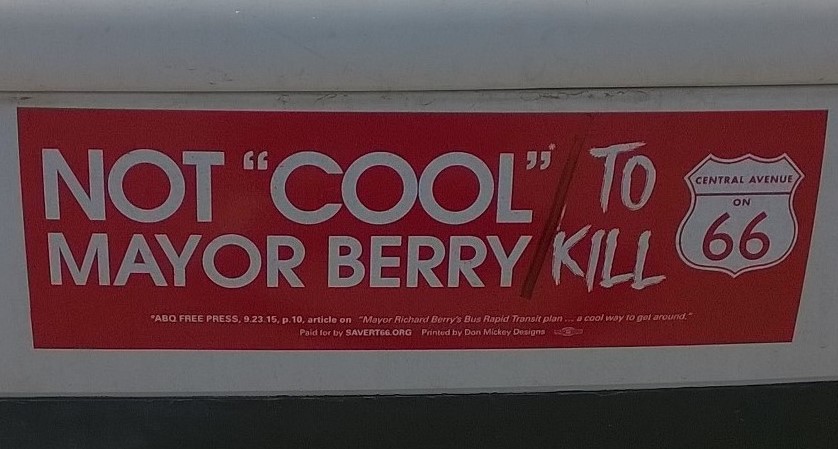 NOT "COOL"* / TO
MAYOR BERRY / KILL
CENTRAL AVENUE
ON
66
*ABQ FREE PRESS, 9.23.15, p.10, article on "Mayor Richard Berry's Bus Rapid Transit plan ... a cool way to get around."
Paid for by SAVERT66.ORG Printed by Don Mickey Designs